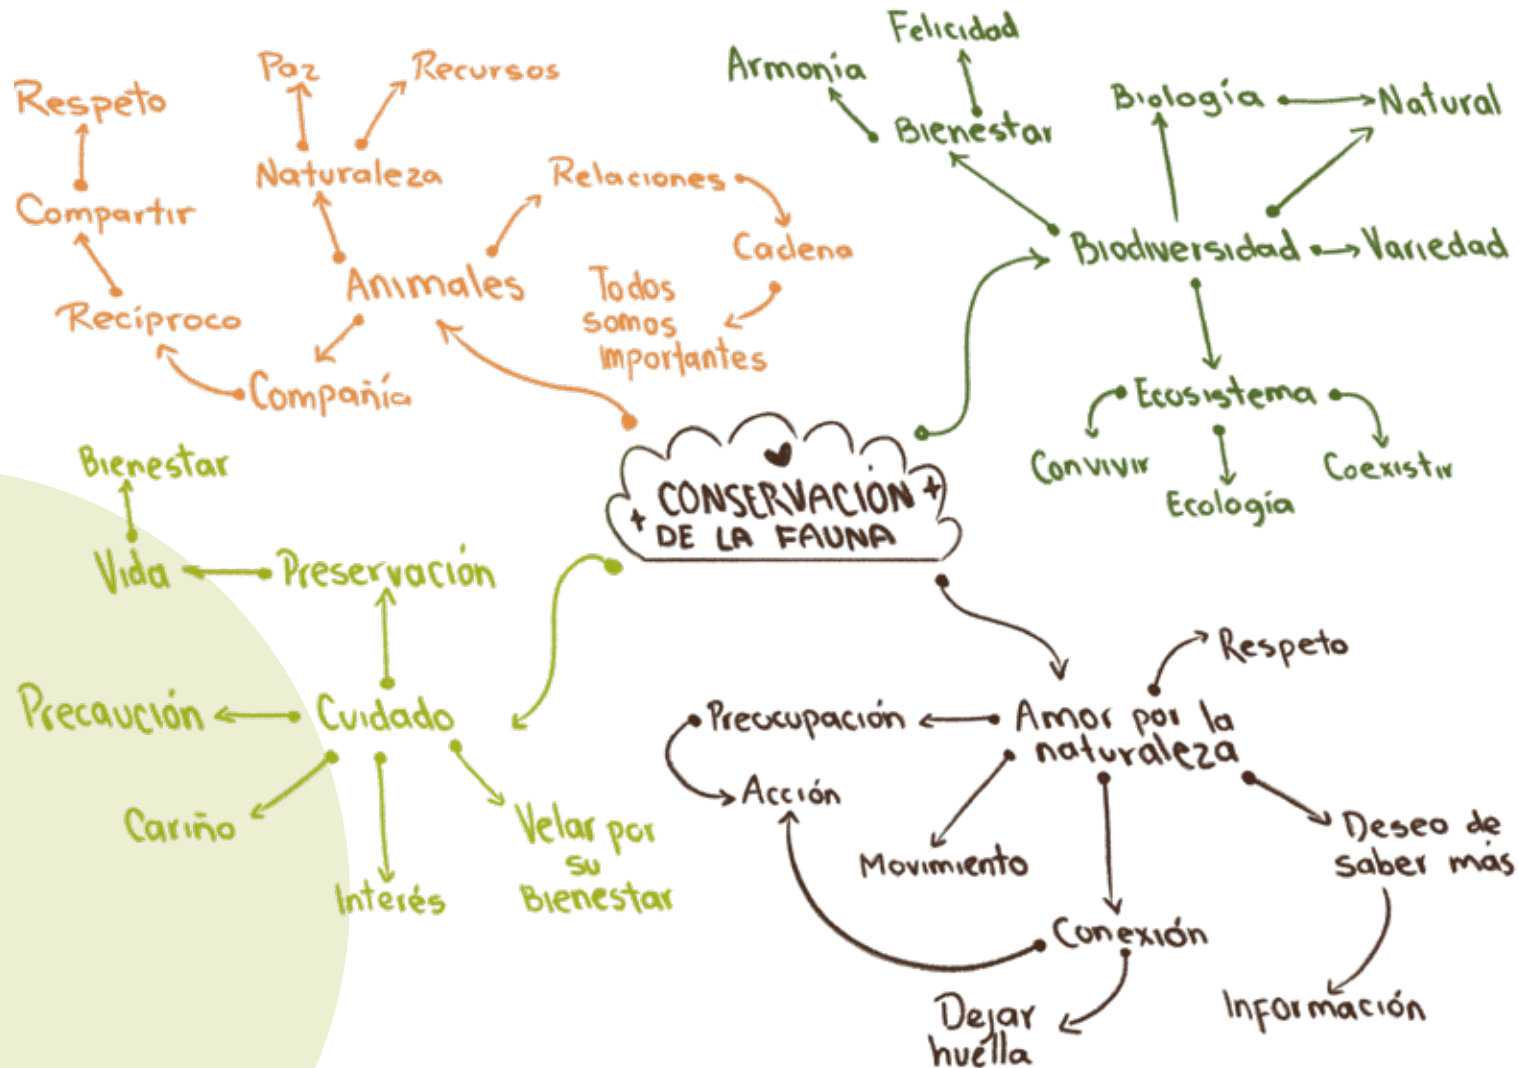 Felicidad
Armonía
Paz
Recursos
Respeto
Biología
Natural
Bienestar
Naturaleza
Relaciones
Compartir
Cadena
Biodiversidad
Variedad
Animales
Todos
somos
importantes
Recíproco
Compañía
Ecosistema
Convivir
Coexistir
Ecología
CONSERVACIÓN
DE LA FAUNA
Bienestar
Vida
Preservación
Precaución
Cuidado
Cariño
Interés
Velar por
su
Bienestar
Respeto
Preocupación
Amor por la
naturaleza
Acción
Movimiento
Deseo de
saber más
Conexión
Dejar
huella
Información